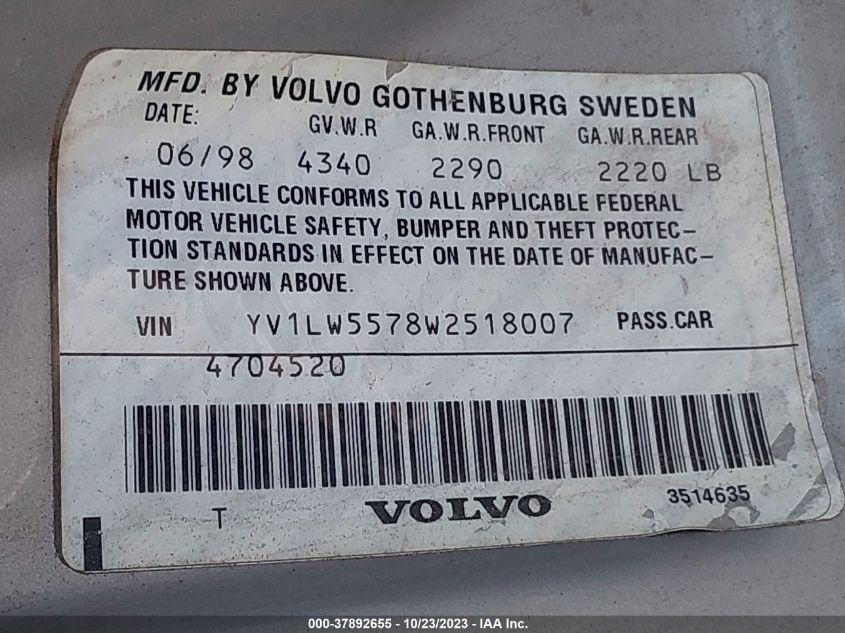 MFD. BY VOLVO GOTHENBURG SWEDEN
DATE: GV.W.R GA.W.R.FRONT GA.W.R.REAR
06/98 4340 2290 2220 LB
THIS VEHICLE CONFORMS TO ALL APPLICABLE FEDERAL
MOTOR VEHICLE SAFETY, BUMPER AND THEFT PROTEC–
TION STANDARDS IN EFFECT ON THE DATE OF MANUFAC–
TURE SHOWN ABOVE.
VIN YV1LW5578W2518007 PASS.CAR
4704520
T VOLVO 3514635
000-37892655 - 10/23/2023 - IAA Inc.